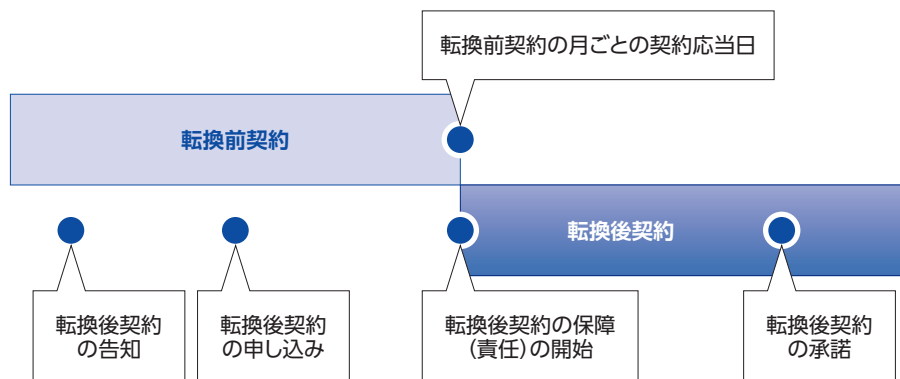 転換前契約の月ごとの契約応当日
転換前契約
転換後契約
転換後契約
の告知
転換後契約
の申し込み
転換後契約の保障
（責任）の開始
転換後契約
の承諾